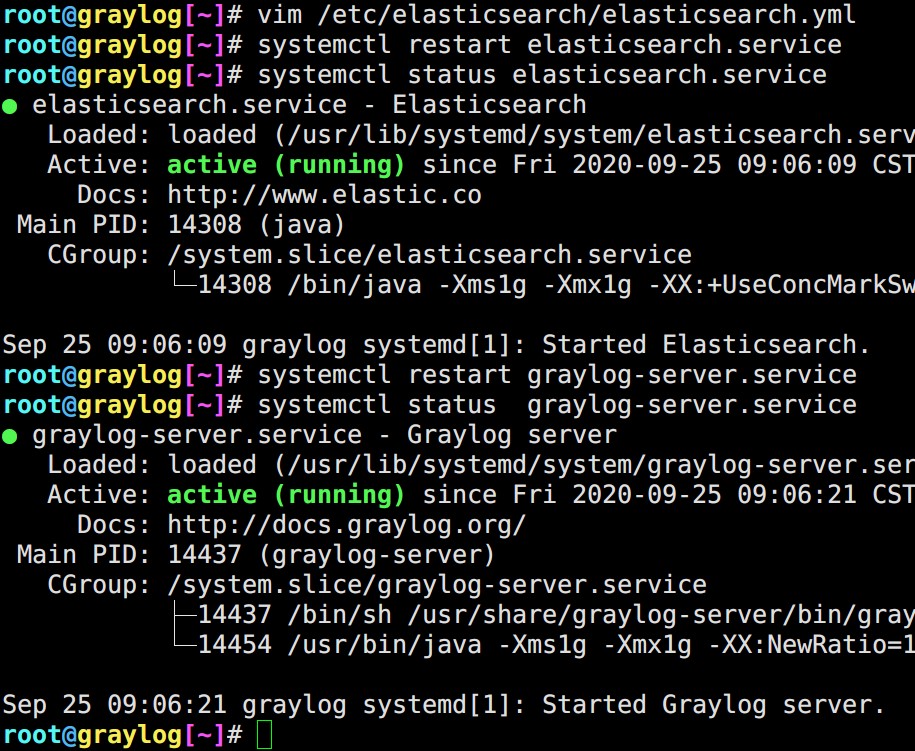 root@graylog[~]# vim /etc/elasticsearch/elasticsearch.yml
root@graylog[~]# systemctl restart elasticsearch.service
root@graylog[~]# systemctl status elasticsearch.service
● elasticsearch.service - Elasticsearch
   Loaded: loaded (/usr/lib/systemd/system/elasticsearch.serv
   Active: active (running) since Fri 2020-09-25 09:06:09 CST
     Docs: http://www.elastic.co
 Main PID: 14308 (java)
   CGroup: /system.slice/elasticsearch.service
           └─14308 /bin/java -Xms1g -Xmx1g -XX:+UseConcMarkSw
Sep 25 09:06:09 graylog systemd[1]: Started Elasticsearch.
root@graylog[~]# systemctl restart graylog-server.service
root@graylog[~]# systemctl status  graylog-server.service
● graylog-server.service - Graylog server
   Loaded: loaded (/usr/lib/systemd/system/graylog-server.ser
   Active: active (running) since Fri 2020-09-25 09:06:21 CST
     Docs: http://docs.graylog.org/
 Main PID: 14437 (graylog-server)
   CGroup: /system.slice/graylog-server.service
           ├─14437 /bin/sh /usr/share/graylog-server/bin/gray
           └─14454 /usr/bin/java -Xms1g -Xmx1g -XX:NewRatio=1
Sep 25 09:06:21 graylog systemd[1]: Started Graylog server.
root@graylog[~]#